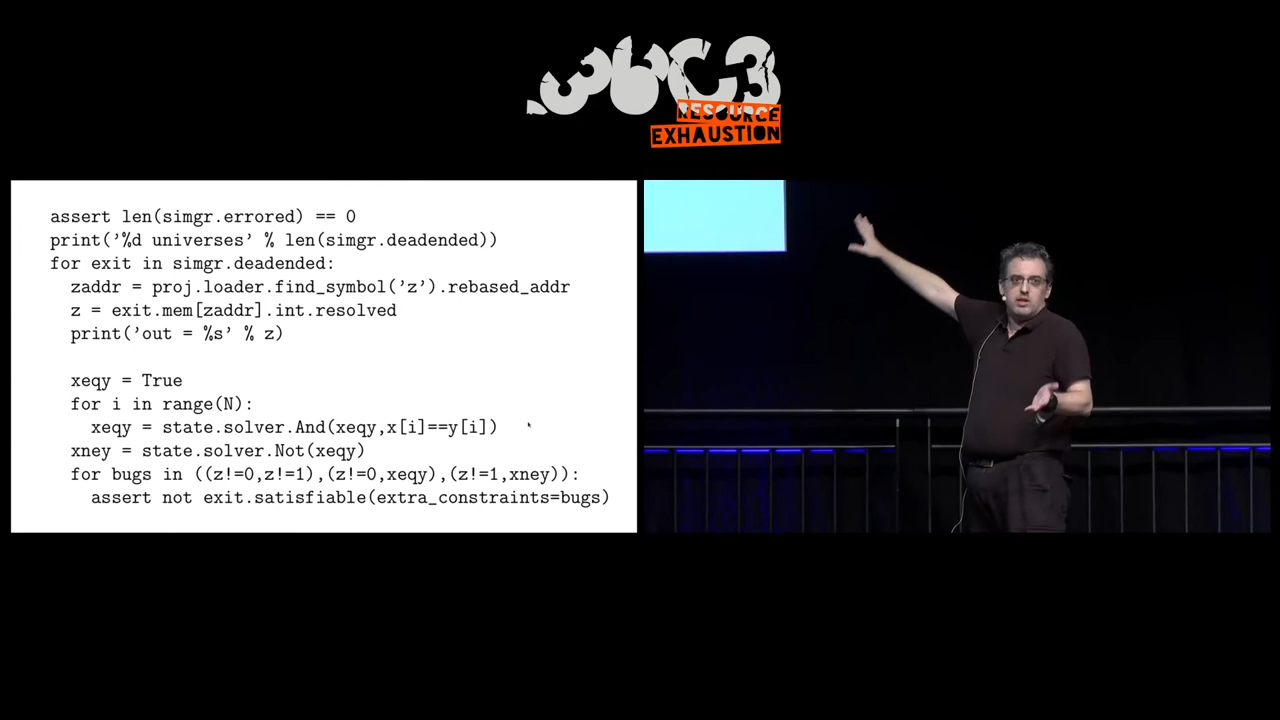 36C3
RESOURCE
EXHAUSTION
assert len(simgr.errored) == 0
print('%d universes' % len(simgr.deadended))
for exit in simgr.deadended:
  zaddr = proj.loader.find_symbol('z').rebased_addr
  z = exit.mem[zaddr].int.resolved
  print('out = %s' % z)
  xeqy = True
  for i in range(N):
    xeqy = state.solver.And(xeqy,x[i]==y[i])
  xney = state.solver.Not(xeqy)
  for bugs in ((z!=0,z!=1),(z!=0,xeqy),(z!=1,xney)):
    assert not exit.satisfiable(extra_constraints=bugs)